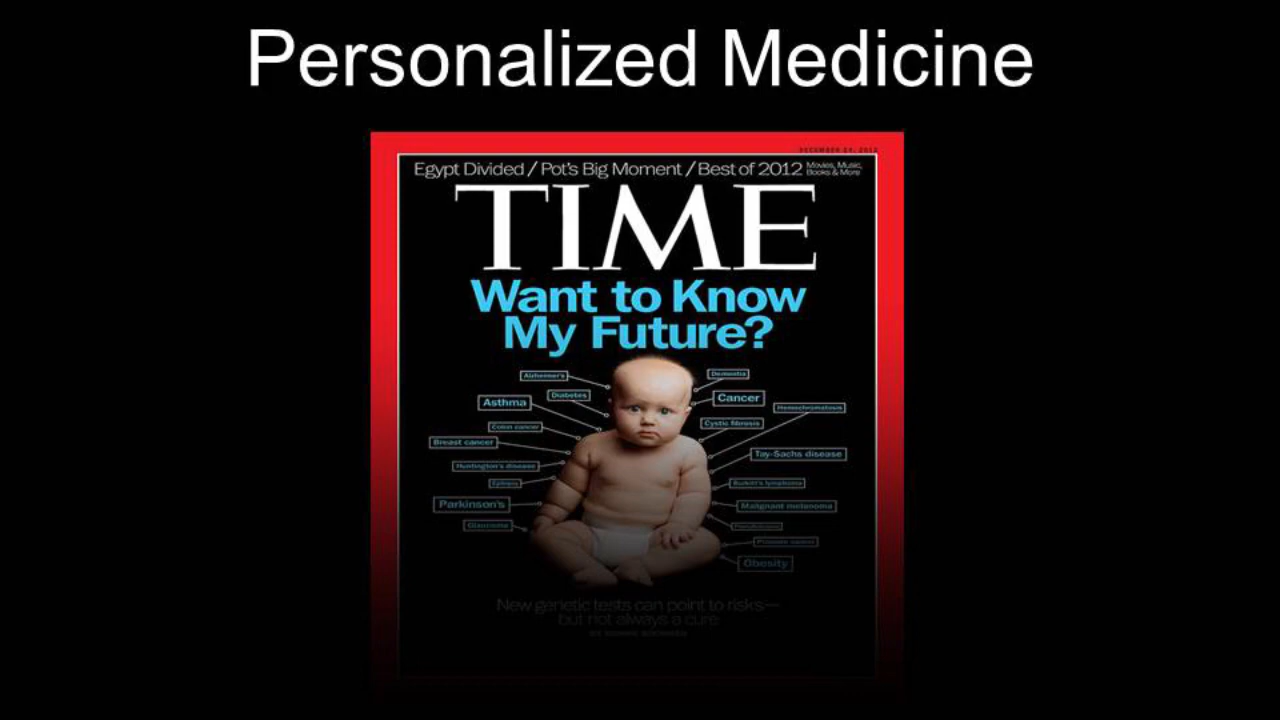 Personalized Medicine
DECEMBER 24, 2012
Egypt Divided / Pot's Big Moment / Best of 2012 Movies, Music,
Books & More
TIME
Want to Know
My Future?
Alzheimer's
Dementia
Diabetes
Asthma
Cancer
Hemochromatosis
Colon cancer
Cystic fibrosis
Breast cancer
Tay-Sachs disease
Huntington's disease
Epilepsy
Burkitt's lymphoma
Parkinson's
Malignant melanoma
Glaucoma
Prostate cancer
Obesity
New genetic tests can point to risks—
but not always a cure